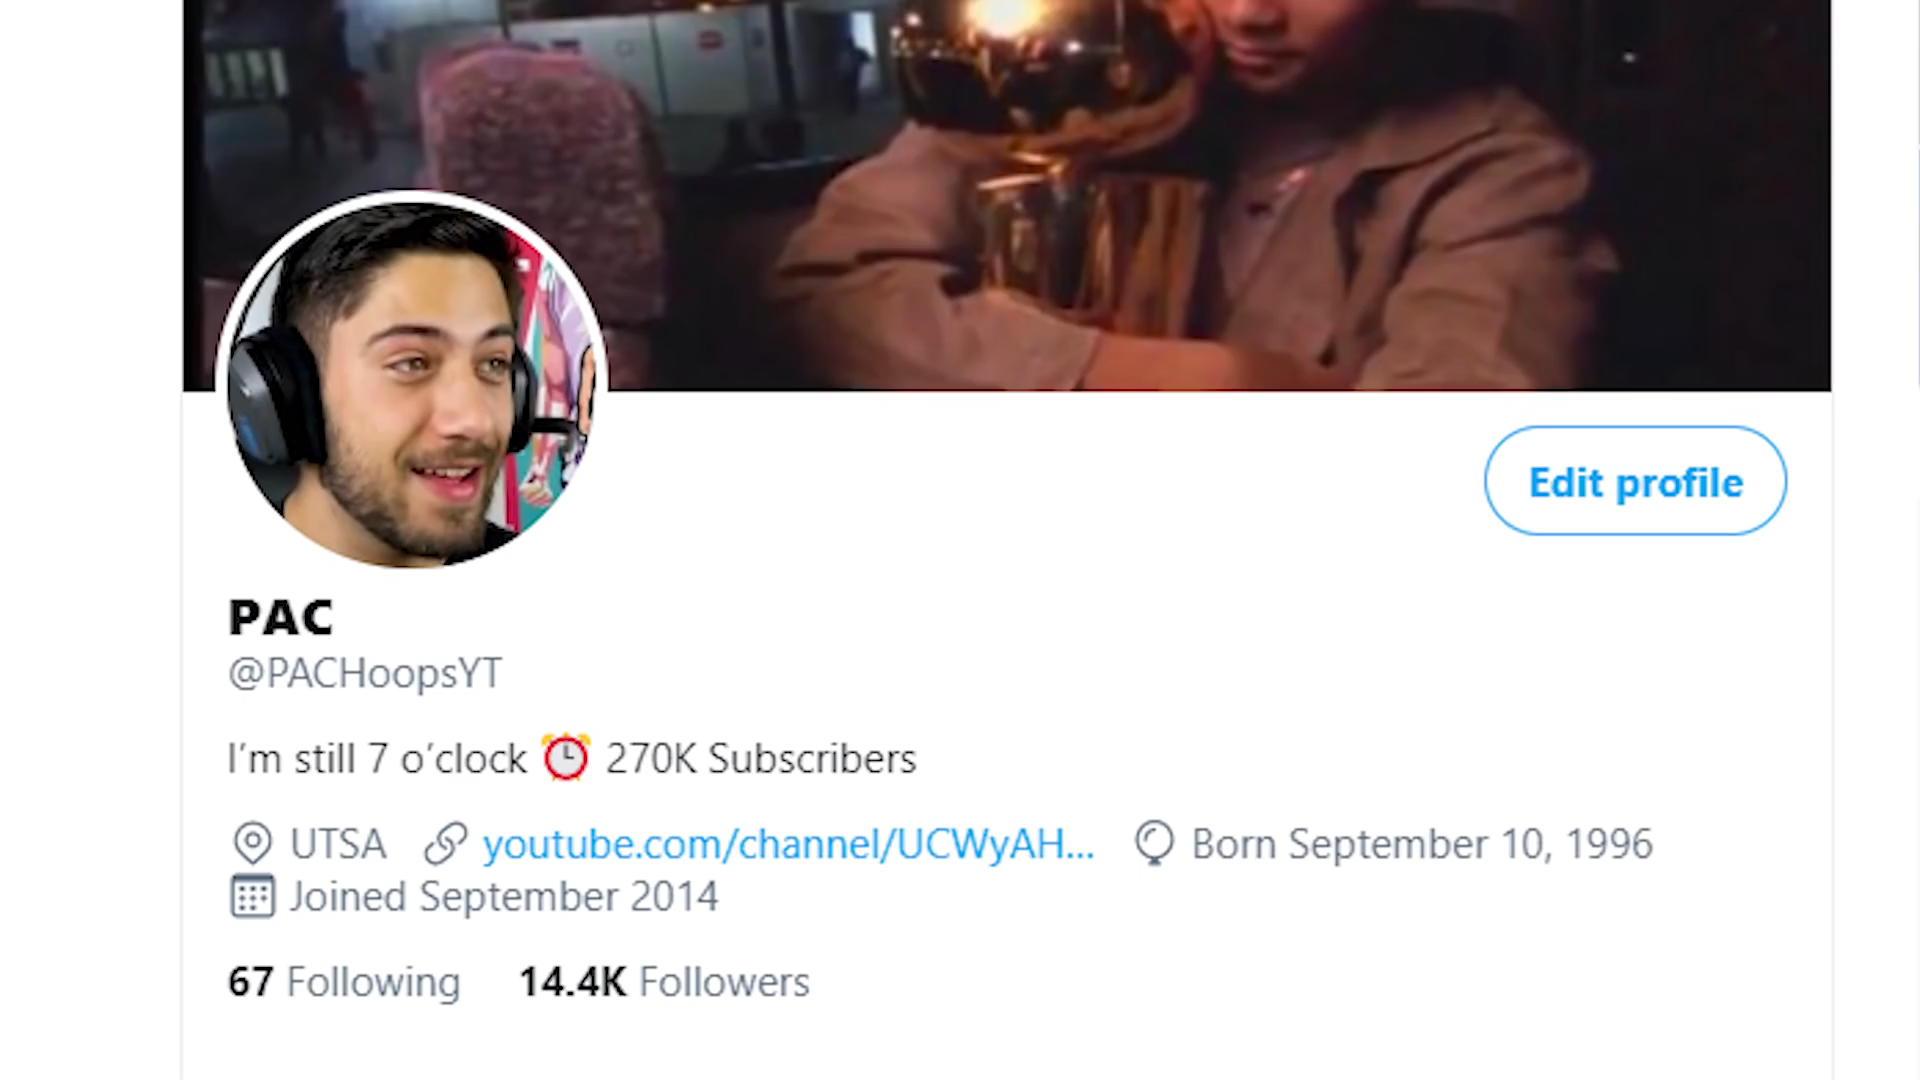 Edit profile
PAC
@PACHoopsYT
I'm still 7 o'clock ⏰ 270K Subscribers
UTSA youtube.com/channel/UCWyAH... Born September 10, 1996
Joined September 2014
67 Following 14.4K Followers